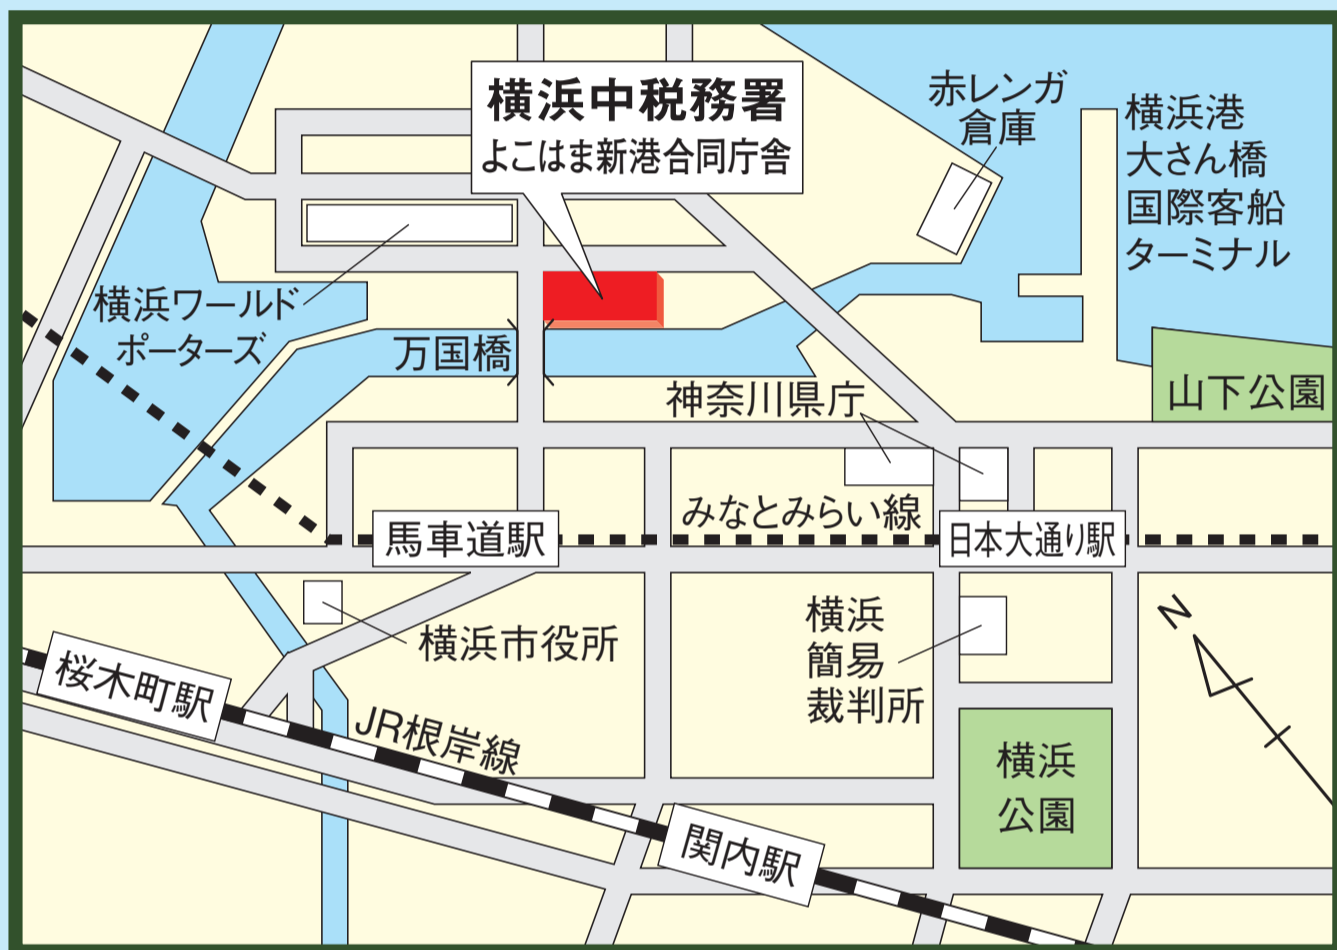 横浜中税務署
よこはま新港合同庁舎
赤レンガ
倉庫
横浜港
大さん橋
国際客船
ターミナル
横浜ワールド
ポーターズ
万国橋
神奈川県庁
山下公園
みなとみらい線
馬車道駅
日本大通り駅
横浜市役所
横浜
簡易
裁判所
N
桜木町駅
JR根岸線
横浜
公園
関内駅